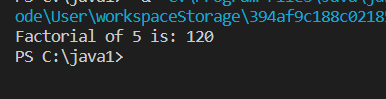 ode\User\workspaceStorage\394af9c188c0218
Factorial of 5 is: 120
PS C:\java1>